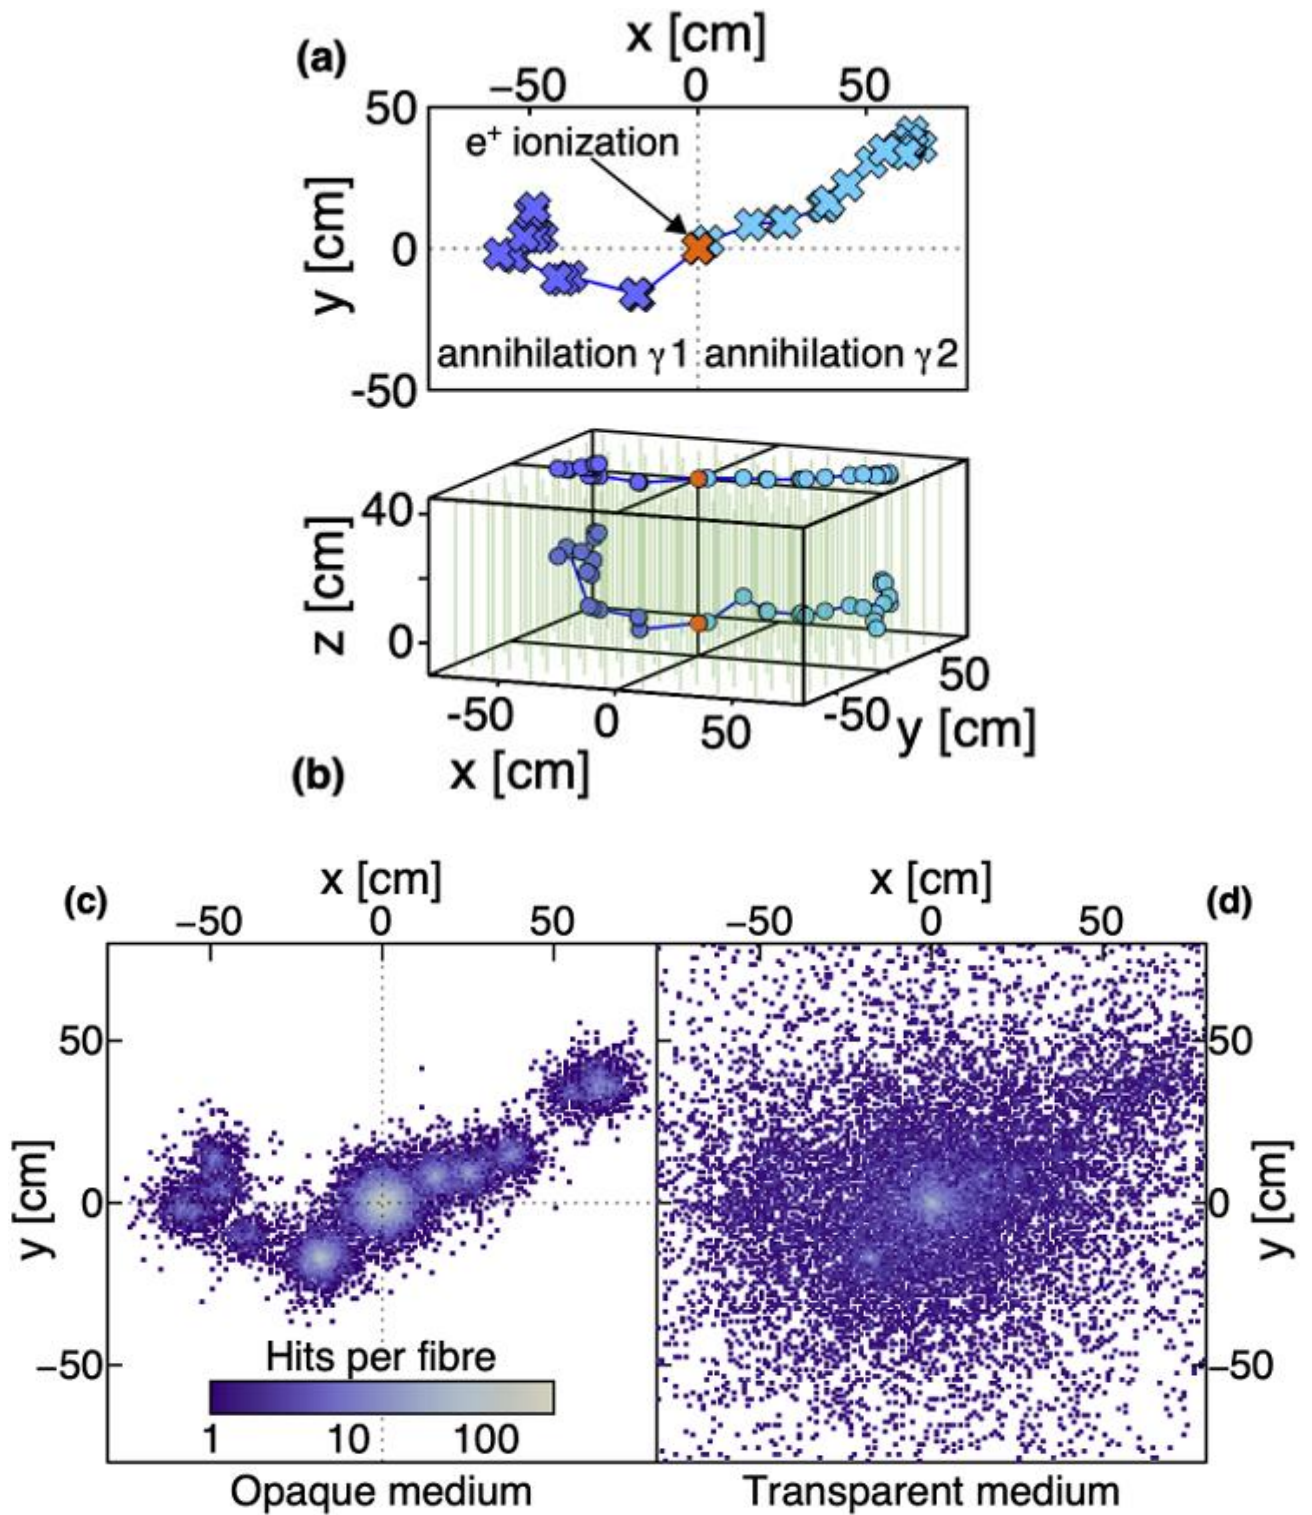 (a)
x [cm]
−50 0 50
50
e⁺ ionization
y [cm]
0
annihilation γ 1 annihilation γ 2
-50
40
z [cm]
0
-50 0 50 -50 50
y [cm]
(b) x [cm]
(c) x [cm] x [cm] (d)
−50 0 50 −50 0 50
50 50
y [cm] 0 0 y [cm]
Hits per fibre
−50 −50
1 10 100
Opaque medium Transparent medium